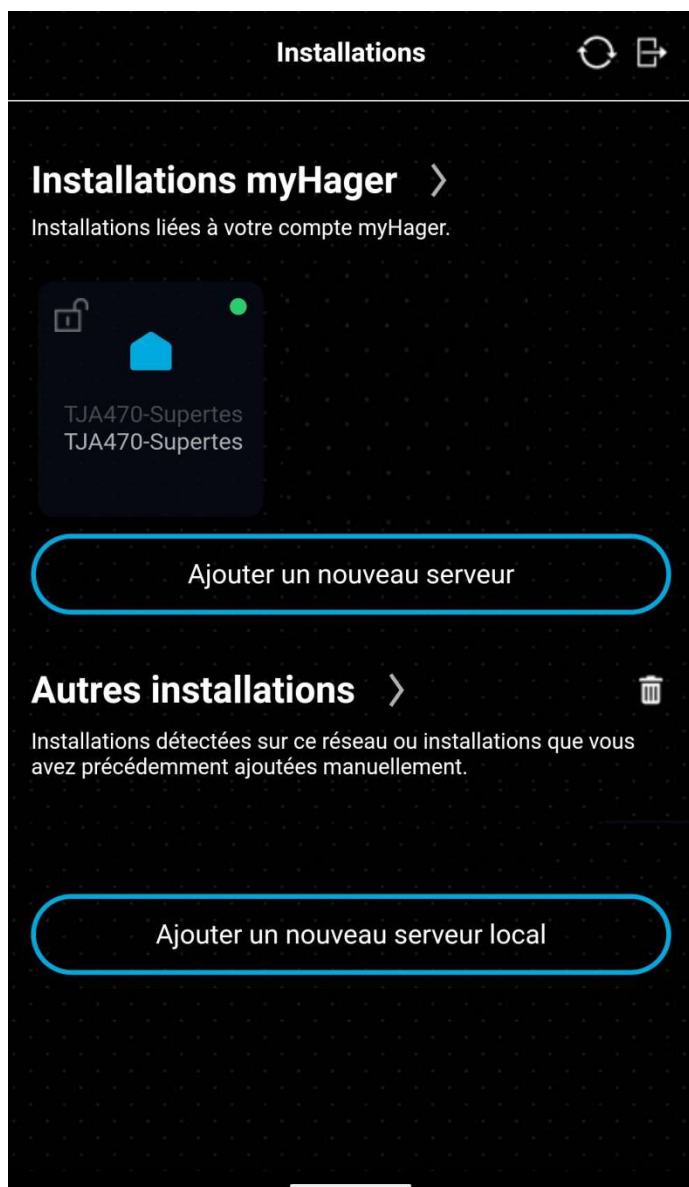 Installations
Installations myHager
Installations liées à votre compte myHager.
TJA470-Supertes
TJA470-Supertes
Ajouter un nouveau serveur
Autres installations
Installations détectées sur ce réseau ou installations que vous
avez précédemment ajoutées manuellement.
Ajouter un nouveau serveur local